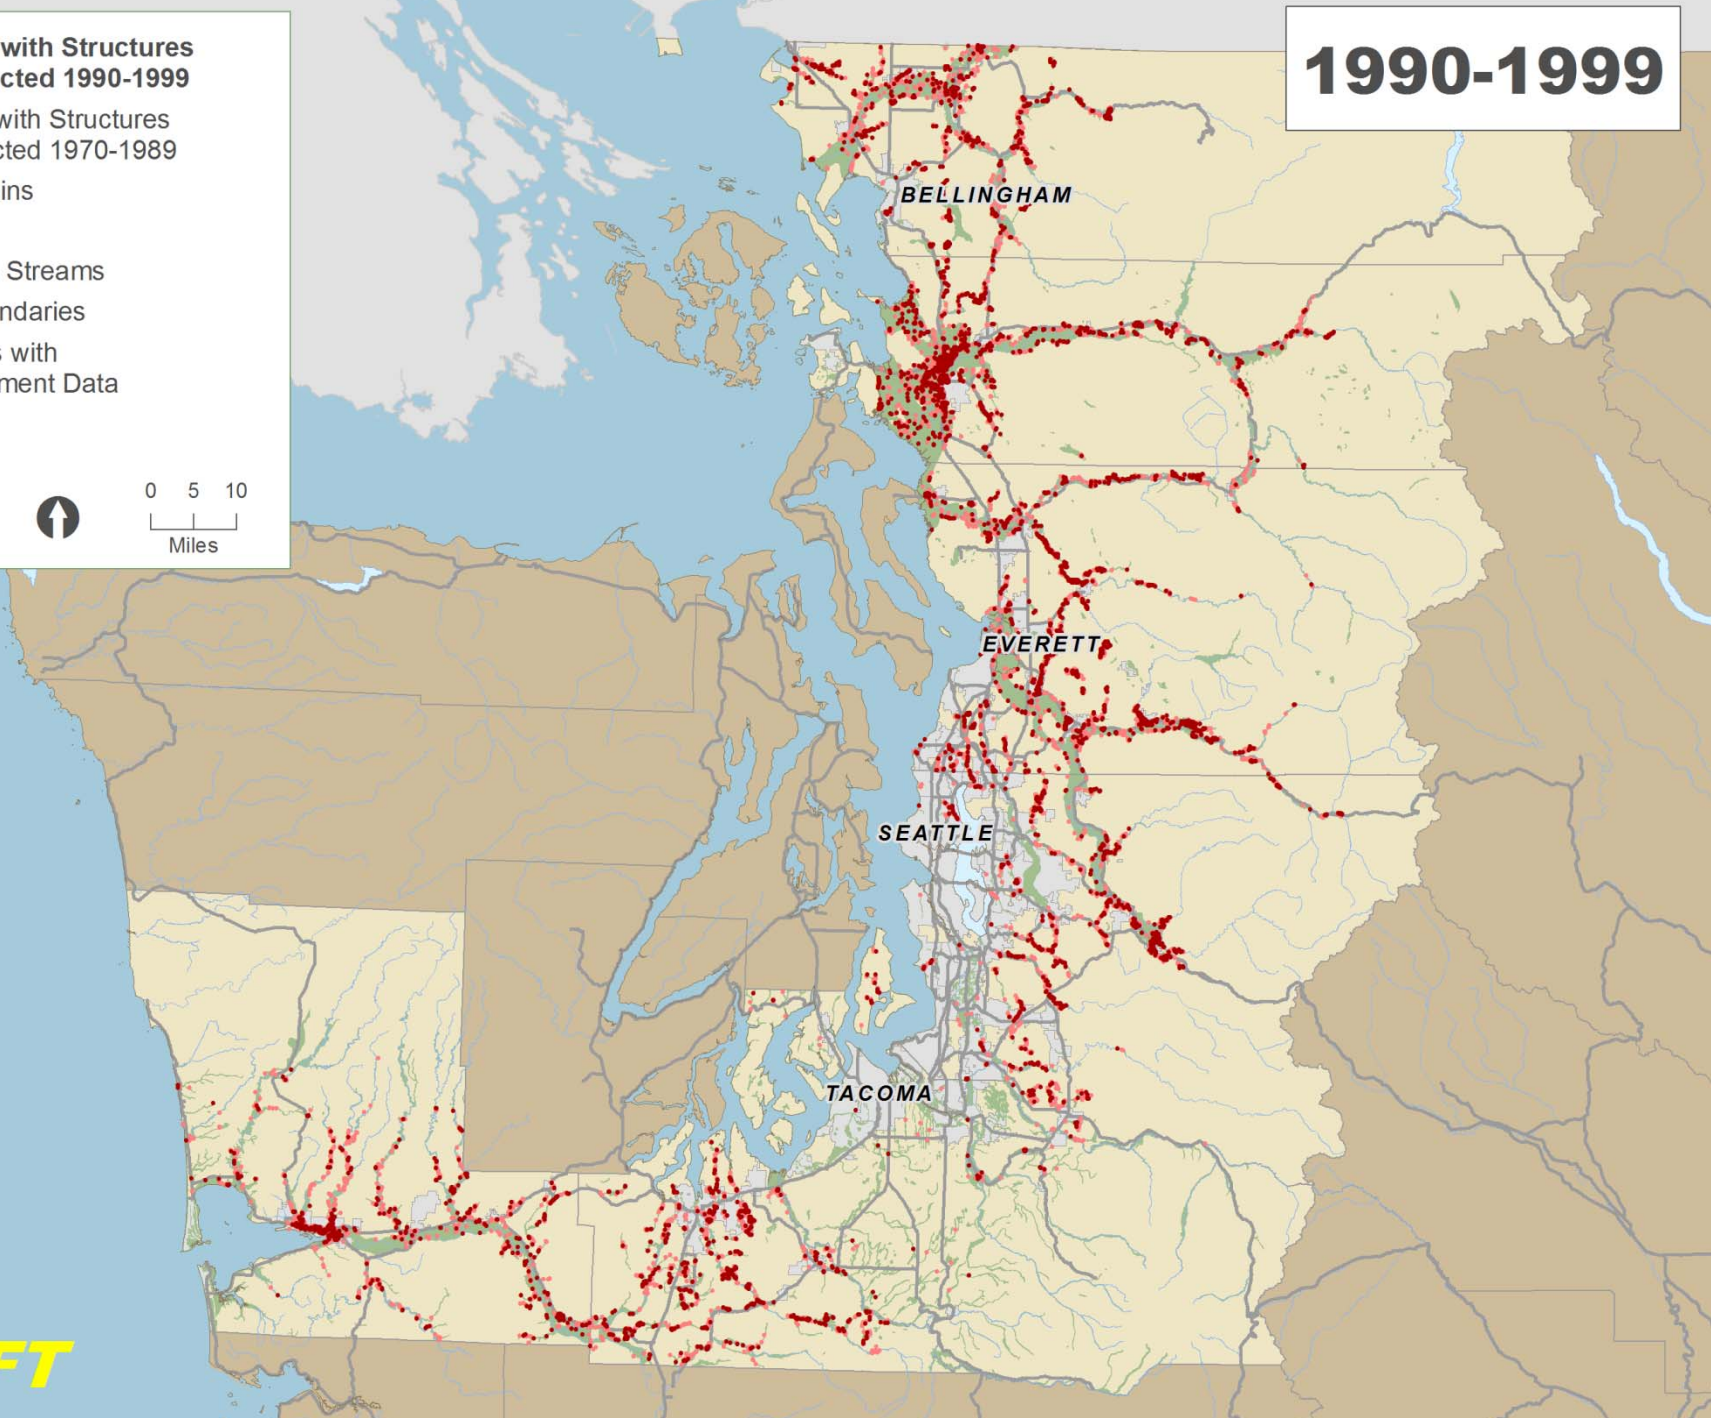 with Structures
cted 1990-1999
with Structures
cted 1970-1989
ins
Streams
ndaries
s with
ment Data
0 5 10
Miles
1990-1999
BELLINGHAM
EVERETT
SEATTLE
TACOMA
FT